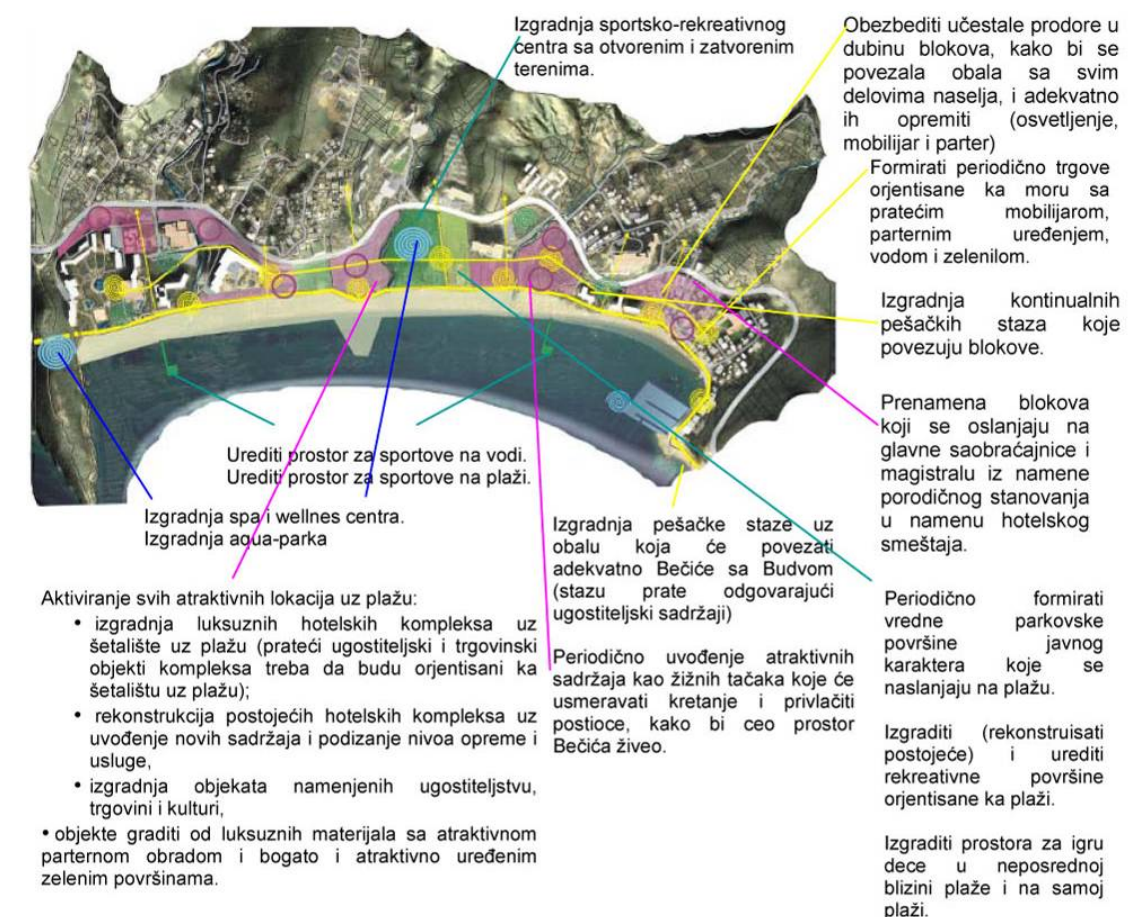 Izgradnja sportsko-rekreativnog
centra sa otvorenim i zatvorenim
terenima.
Obezbediti učestale prodore u
dubinu blokova, kako bi se
povezala obala sa svim
delovima naselja, i adekvatno
ih opremiti (osvetljenje,
mobilijar i parter)
Formirati periodično trgove
orjentisane ka moru sa
pratećim mobilijarom,
parternim uređenjem,
vodom i zelenilom.
Izgradnja kontinualnih
pešačkih staza koje
povezuju blokove.
Prenamena blokova
koji se oslanjaju na
glavne saobraćajnice i
magistralu iz namene
porodičnog stanovanja
u namenu hotelskog
smeštaja.
Urediti prostor za sportove na vodi.
Urediti prostor za sportove na plaži.
Izgradnja spa i wellnes centra.
Izgradnja aqua-parka
Izgradnja pešačke staze uz
obalu koja će povezati
adekvatno Bečiće sa Budvom
(stazu prate odgovarajući
ugostiteljski sadržaji)
Periodično uvođenje atraktivnih
sadržaja kao žižnih tačaka koje će
usmeravati kretanje i privlačiti
postioce, kako bi ceo prostor
Bečića živeo.
Aktiviranje svih atraktivnih lokacija uz plažu:
• izgradnja luksuznih hotelskih kompleksa uz
šetalište uz plažu (prateći ugostiteljski i trgovinski
objekti kompleksa treba da budu orjentisani ka
šetalištu uz plažu);
• rekonstrukcija postojećih hotelskih kompleksa uz
uvođenje novih sadržaja i podizanje nivoa opreme i
usluge,
• izgradnja objekata namenjenih ugostiteljstvu,
trgovini i kulturi,
• objekte graditi od luksuznih materijala sa atraktivnom
parternom obradom i bogato i atraktivno uređenim
zelenim površinama.
Periodično formirati
vredne parkovske
površine javnog
karaktera koje se
naslanjaju na plažu.
Izgraditi (rekonstruisati
postojeće) i urediti
rekreativne površine
orjentisane ka plaži.
Izgraditi prostora za igru
dece u neposrednoj
blizini plaže i na samoj
plaži.